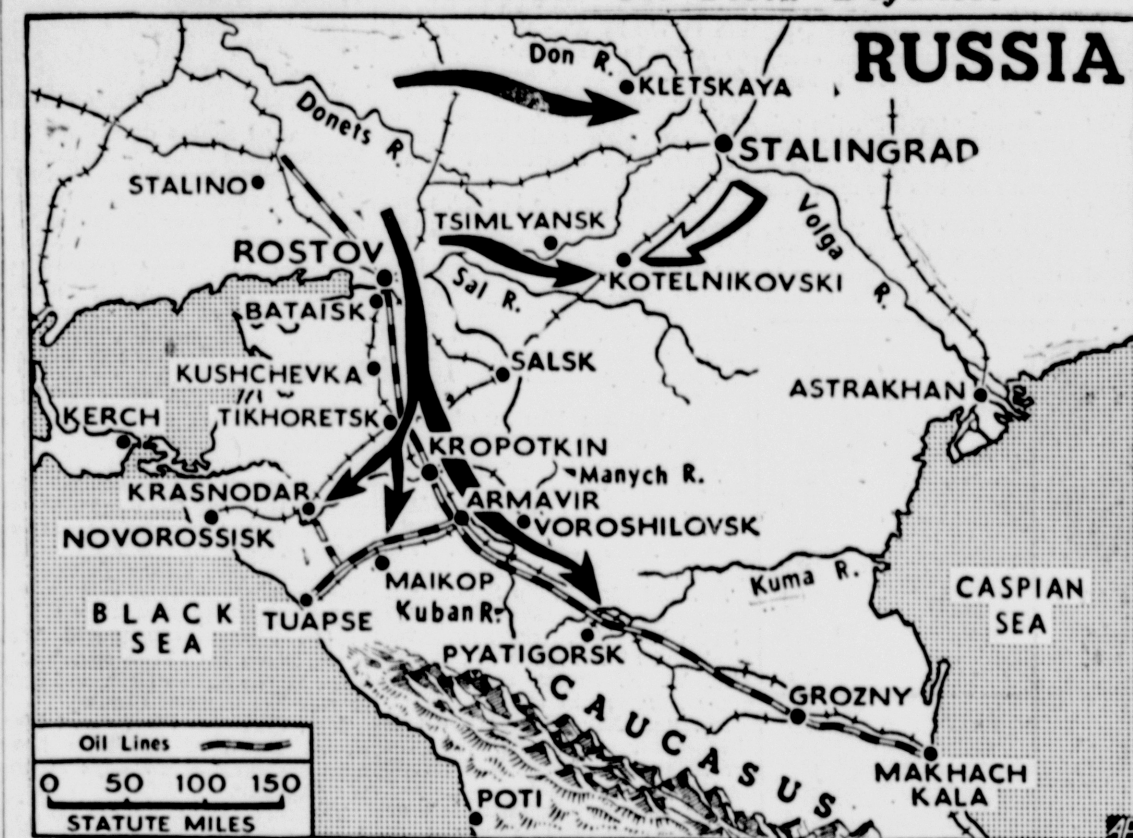 RUSSIA
Don R.
KLETSKAYA
Donets R.
STALINGRAD
STALINO
TSIMLYANSK
Volga R.
ROSTOV
KOTELNIKOVSKI
Sal R.
BATAISK
SALSK
KUSHCHEVKA
ASTRAKHAN
KERCH
TIKHORETSK
KROPOTKIN
Manych R.
KRASNODAR
ARMAVIR
VOROSHILOVSK
NOVOROSSISK
MAIKOP
Kuma R.
CASPIAN
SEA
BLACK
SEA
TUAPSE
Kuban R.
PYATIGORSK
CAUCASUS
GROZNY
Oil Lines
MAKHACH
KALA
0 50 100 150
STATUTE MILES
POTI